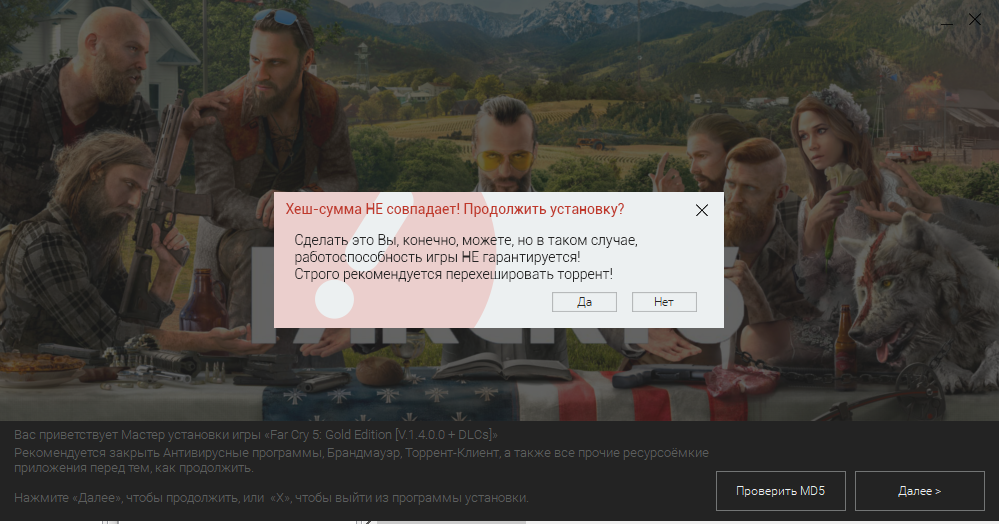 Хеш-сумма НЕ совпадает! Продолжить установку?
Сделать это Вы, конечно, можете, но в таком случае,
работоспособность игры НЕ гарантируется!
Строго рекомендуется перехешировать торрент!
Да
Нет
Вас приветствует Мастер установки игры «Far Cry 5: Gold Edition [V.1.4.0.0 + DLCs]»
Рекомендуется закрыть Антивирусные программы, Брандмауэр, Торрент-Клиент, а также все прочие ресурсоёмкие
приложения перед тем, как продолжить.
Нажмите «Далее», чтобы продолжить, или «X», чтобы выйти из программы установки.
Проверить MD5
Далее >